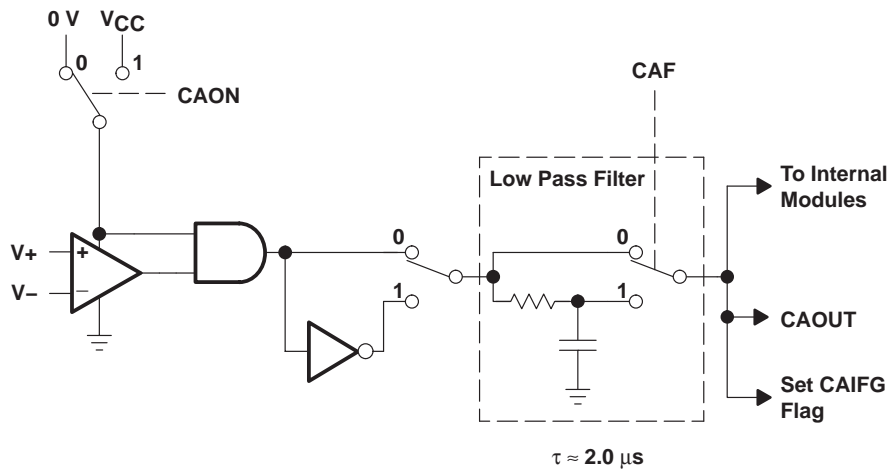 0 V
VCC
0
1
CAON
CAF
Low Pass Filter
To Internal
Modules
V+
V−
+
−
0
1
0
1
CAOUT
Set CAIFG
Flag
τ ≈ 2.0 μs